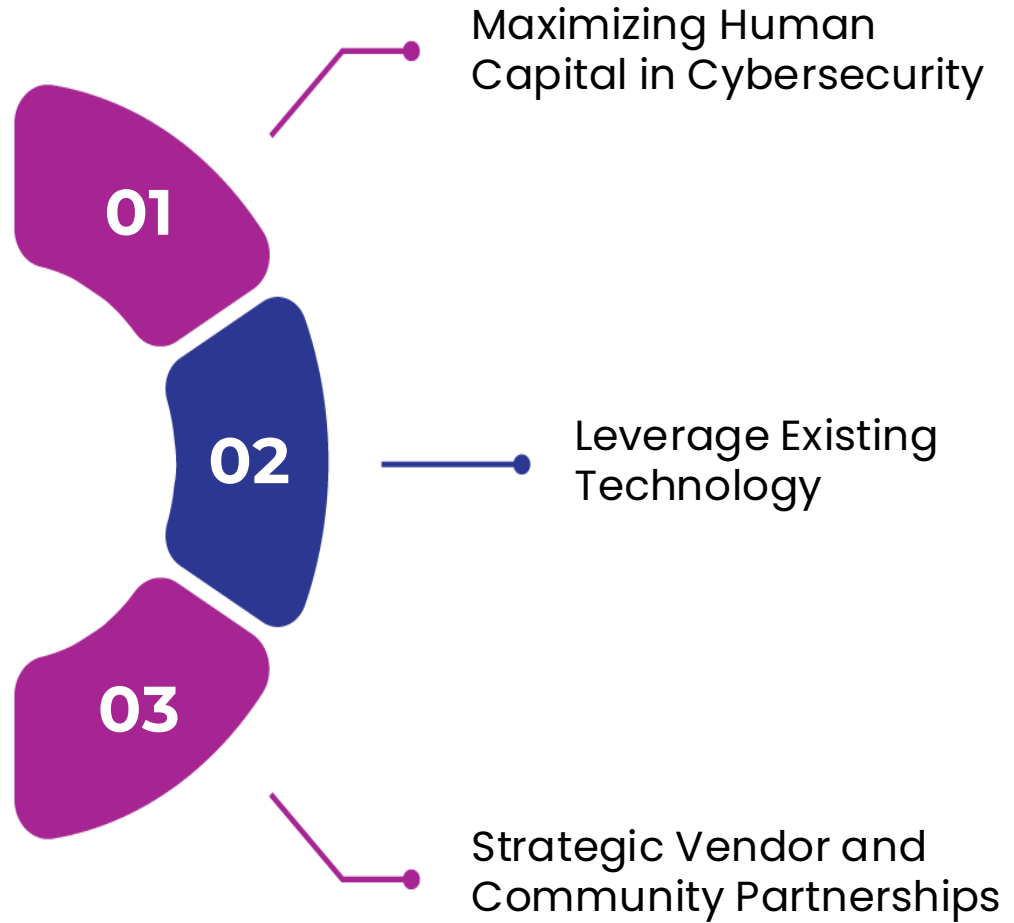 01
Maximizing Human
Capital in Cybersecurity
02
Leverage Existing
Technology
03
Strategic Vendor and
Community Partnerships